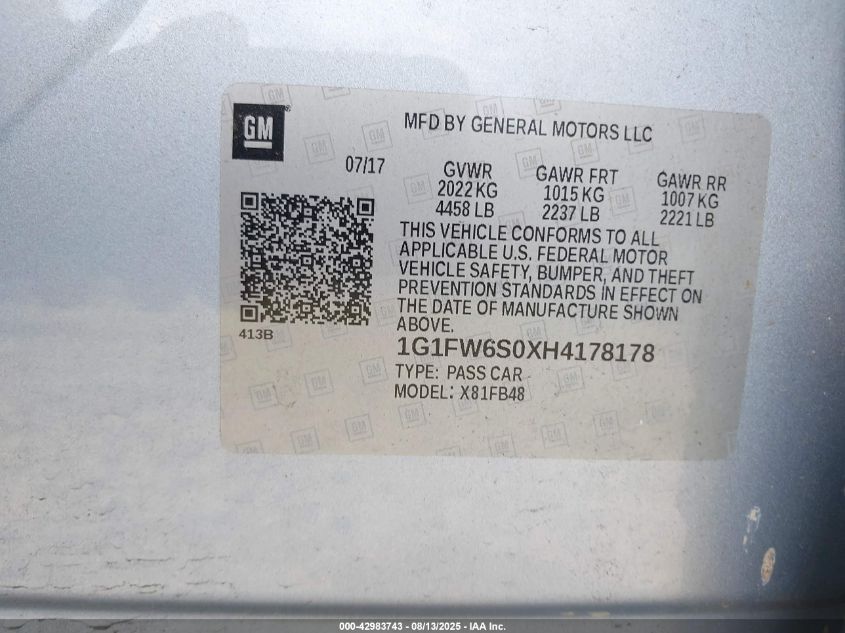 GM
MFD BY GENERAL MOTORS LLC
07/17
GVWR
2022 KG
4458 LB
GAWR FRT
1015 KG
2237 LB
GAWR RR
1007 KG
2221 LB
THIS VEHICLE CONFORMS TO ALL
APPLICABLE U.S. FEDERAL MOTOR
VEHICLE SAFETY, BUMPER, AND THEFT
PREVENTION STANDARDS IN EFFECT ON
THE DATE OF MANUFACTURE SHOWN
ABOVE.
413B
1G1FW6S0XH4178178
TYPE: PASS CAR
MODEL: X81FB48
000-42983743 - 08/13/2025 - IAA Inc.